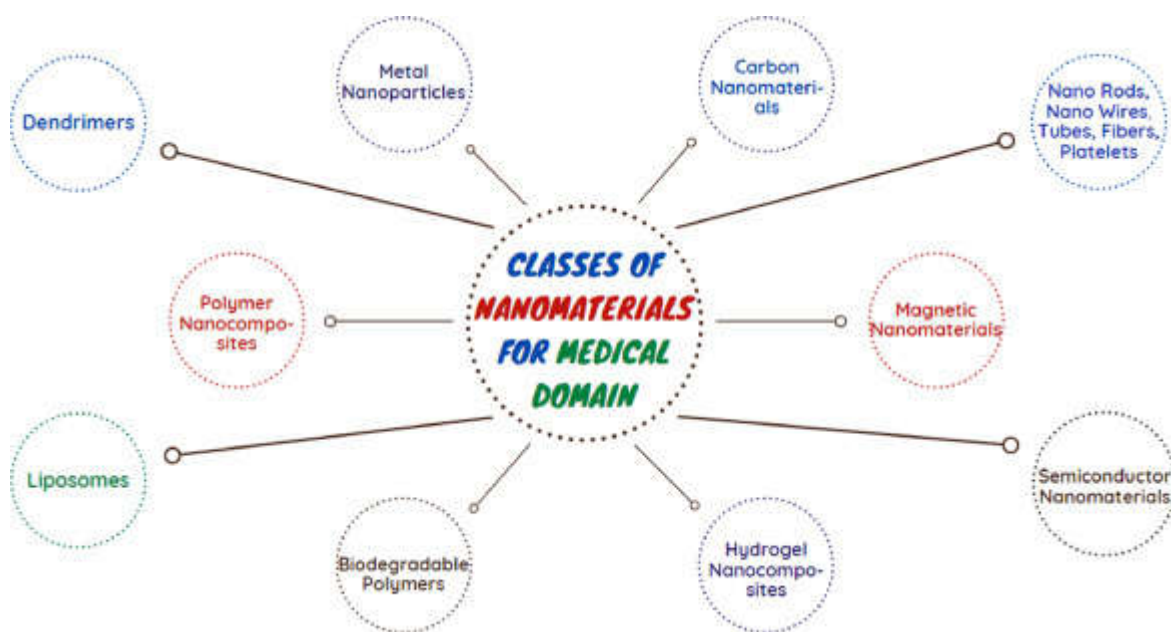 Metal
Nanoparticles
Carbon
Nanomateri-
als
Dendrimers
Nano Rods,
Nano Wires,
Tubes, Fibers,
Platelets
CLASSES OF
NANOMATERIALS
FOR MEDICAL
DOMAIN
Polymer
Nanocompo-
sites
Magnetic
Nanomaterials
Liposomes
Semiconductor
Nanomaterials
Biodegradable
Polymers
Hydrogel
Nanocompo-
sites